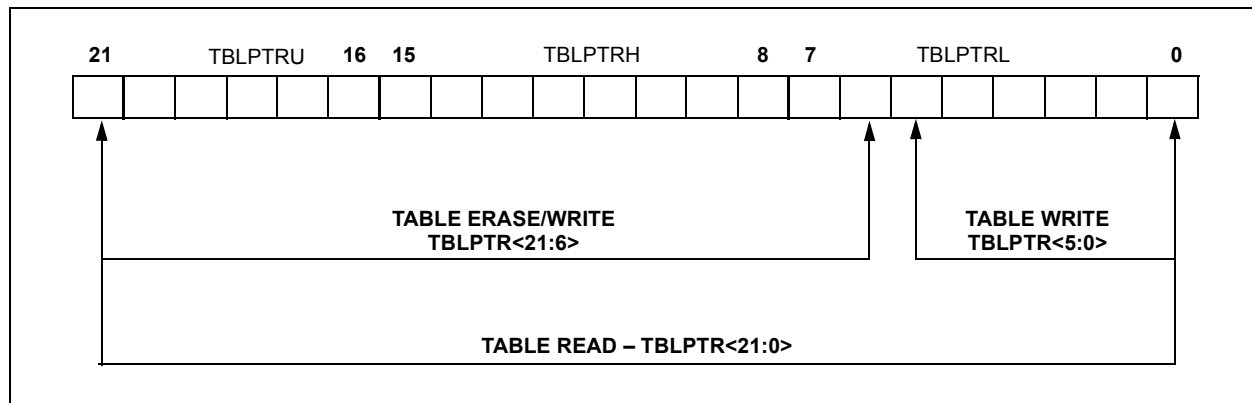 21 TBLPTRU 16 15 TBLPTRH 8 7 TBLPTRL 0
TABLE ERASE/WRITE
TBLPTR<21:6>
TABLE WRITE
TBLPTR<5:0>
TABLE READ – TBLPTR<21:0>